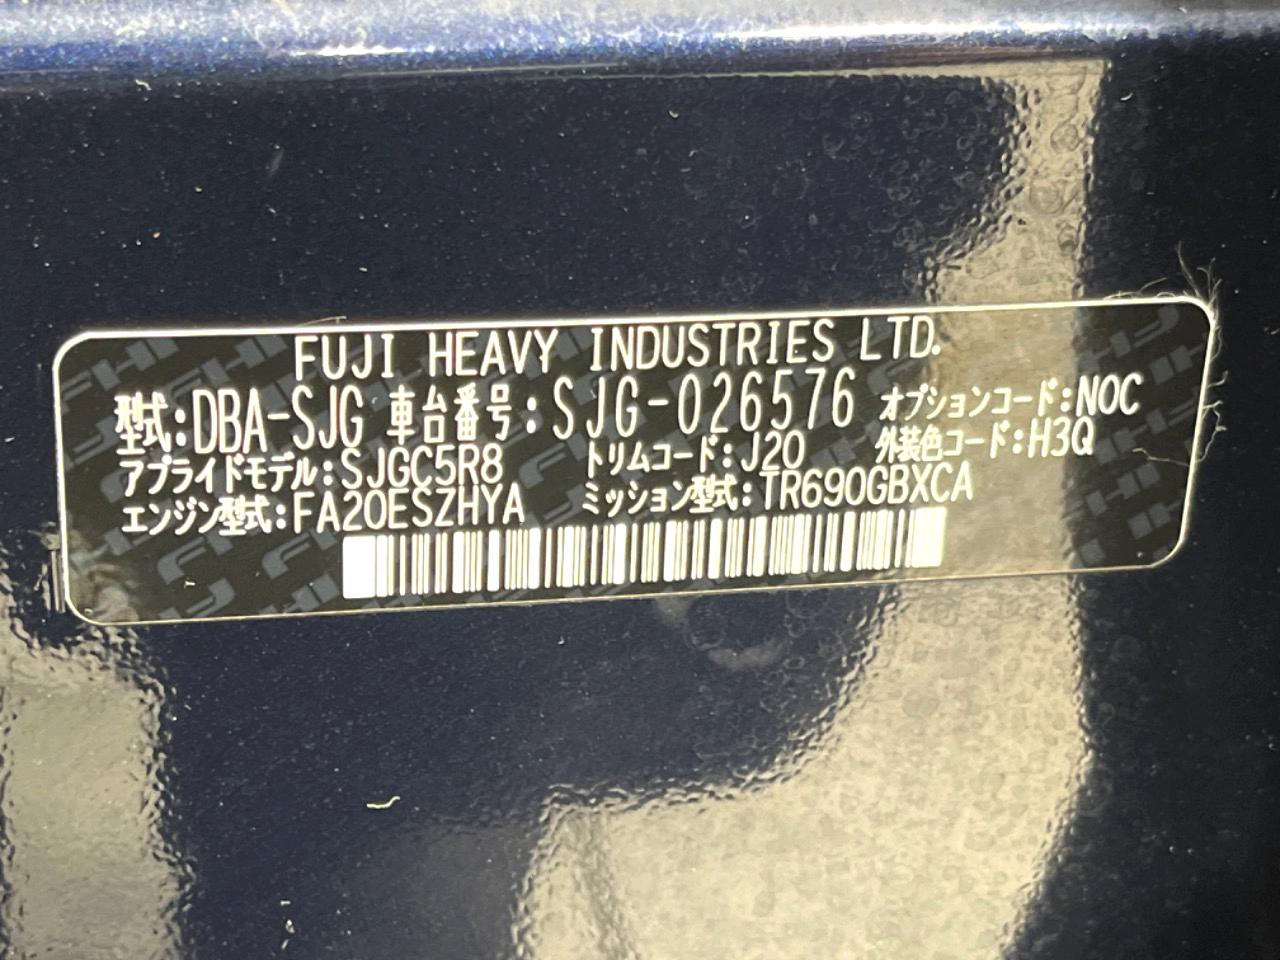 FUJI HEAVY INDUSTRIES LTD.
型式:DBA-SJG 車台番号:SJG-026576 オプションコード:NOC
アプライドモデル:SJGC5R8 トリムコード:J20 外装色コード:H3Q
エンジン型式:FA20ESZHYA ミッション型式:TR690GBXCA